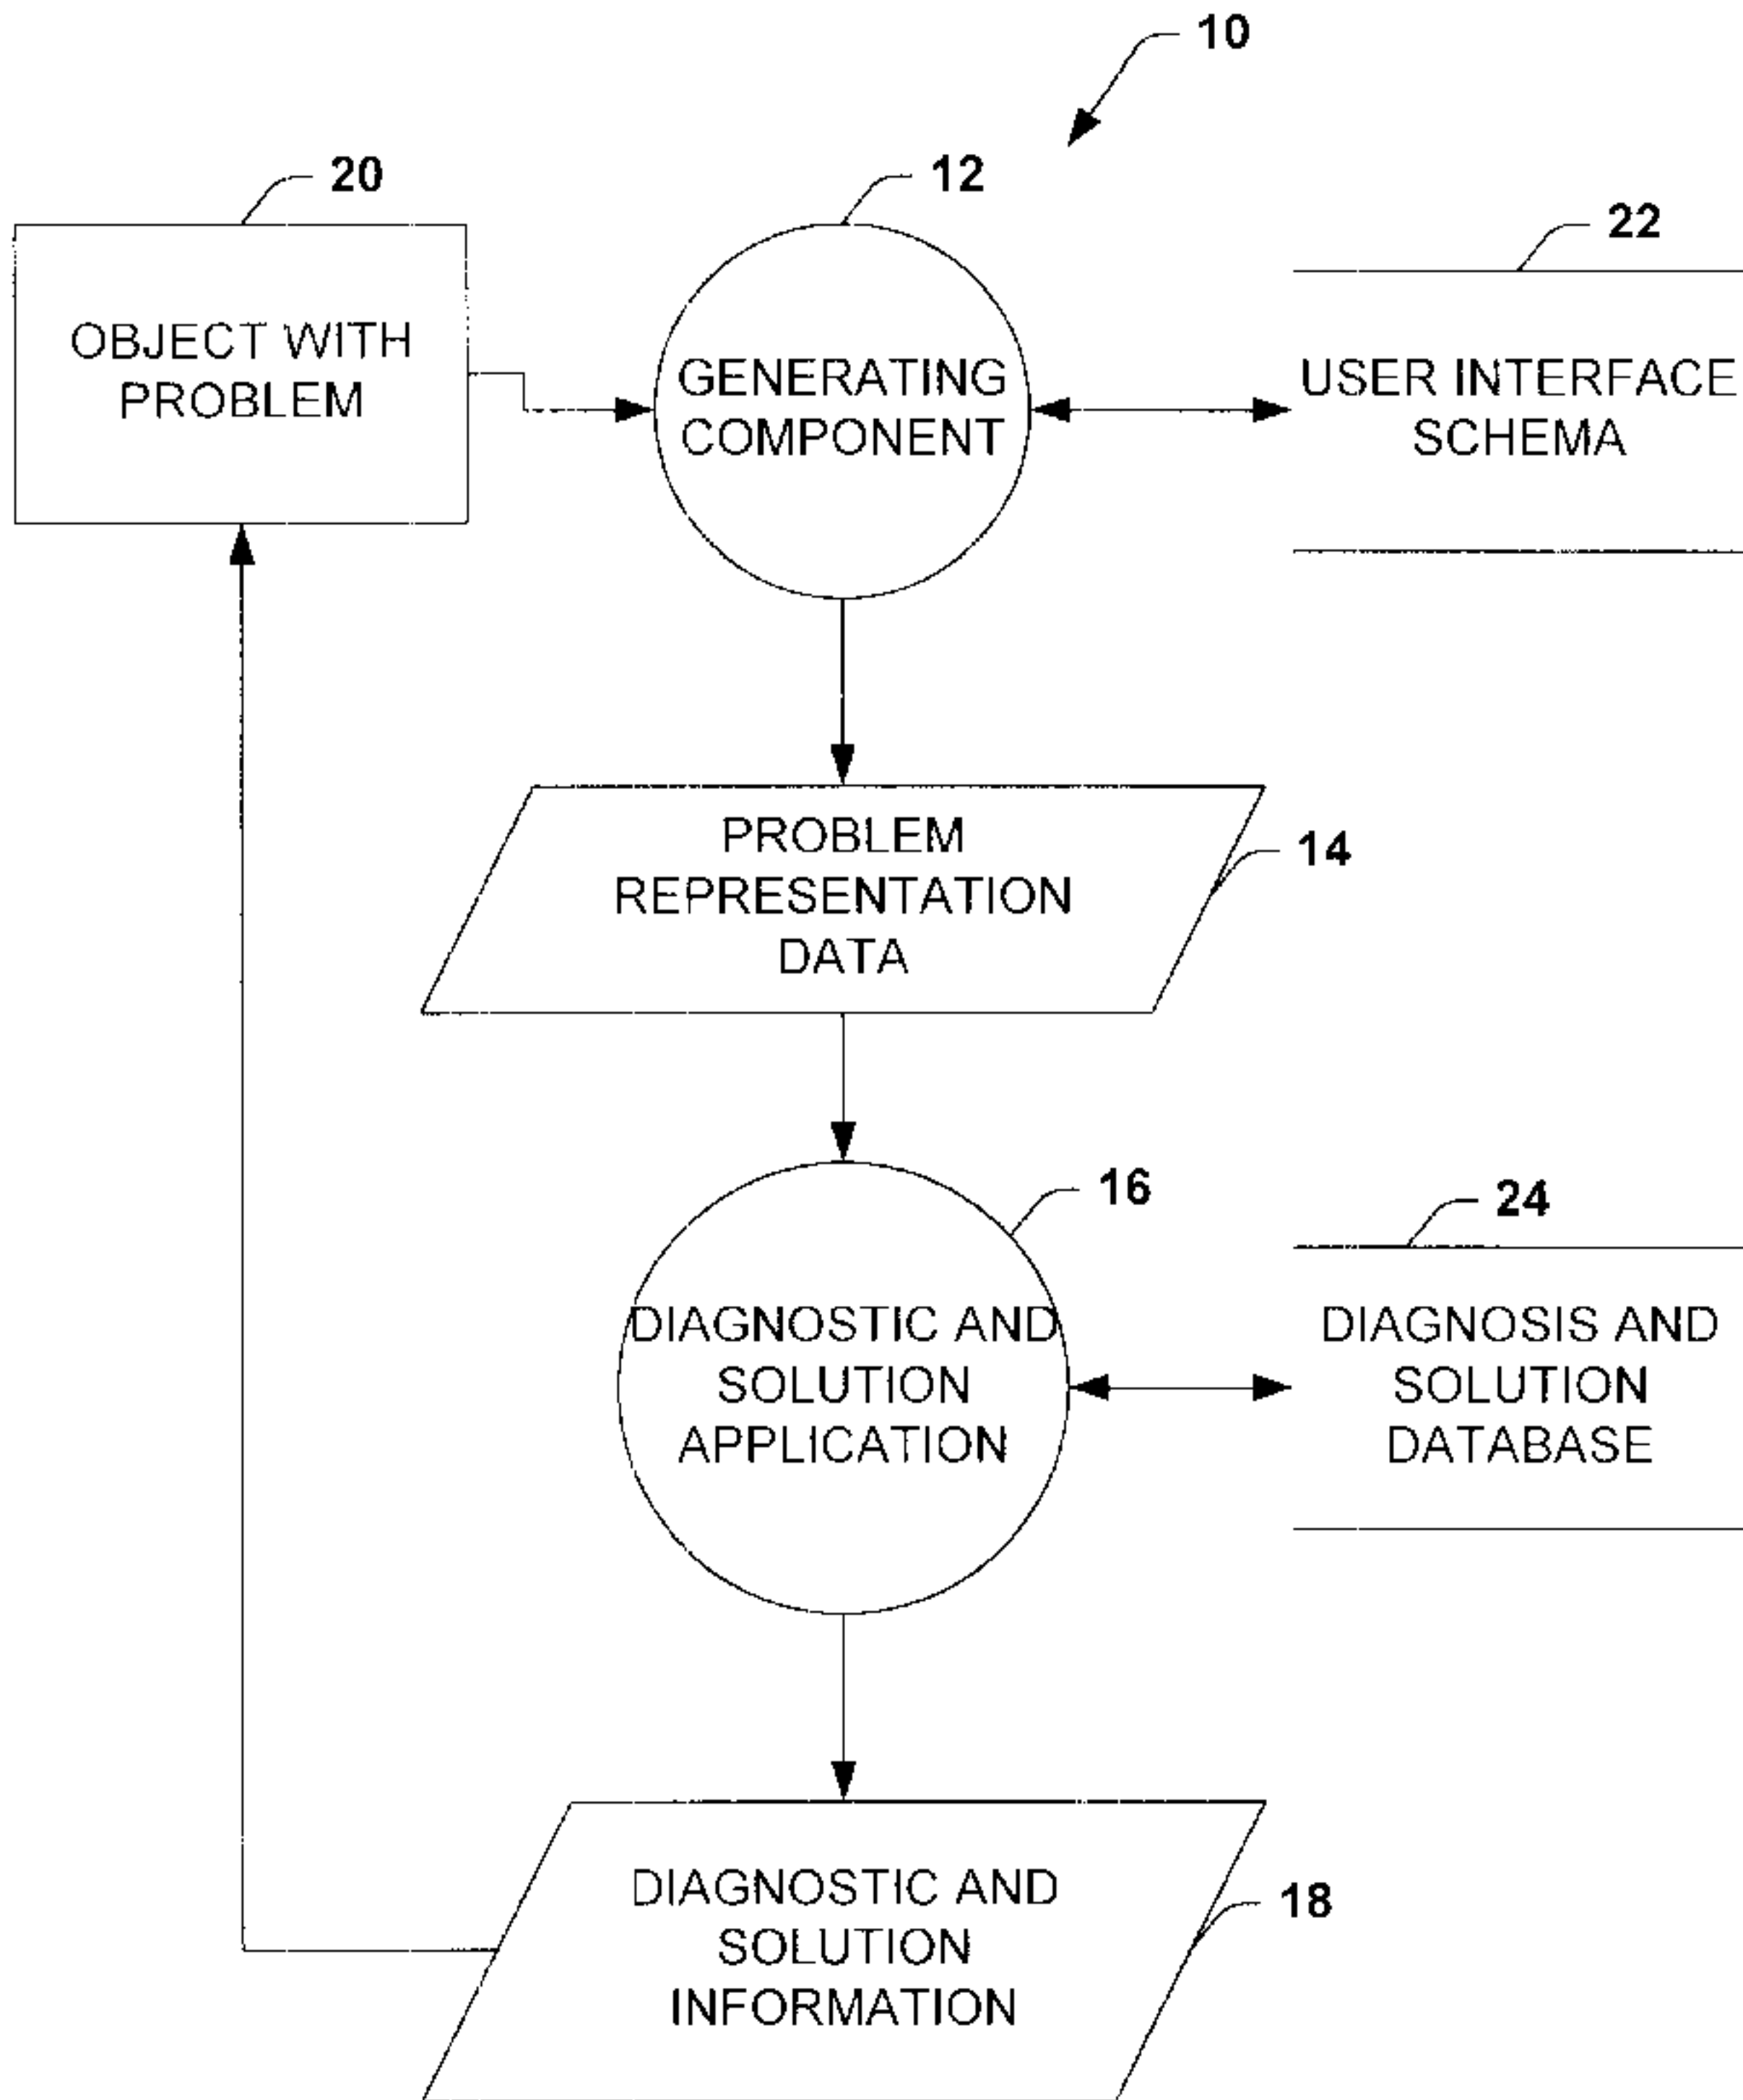 10
20
12
22
OBJECT WITH
PROBLEM
GENERATING
COMPONENT
USER INTERFACE
SCHEMA
PROBLEM
REPRESENTATION
DATA
14
16
24
DIAGNOSTIC AND
SOLUTION
APPLICATION
DIAGNOSIS AND
SOLUTION
DATABASE
DIAGNOSTIC AND
SOLUTION
INFORMATION
18